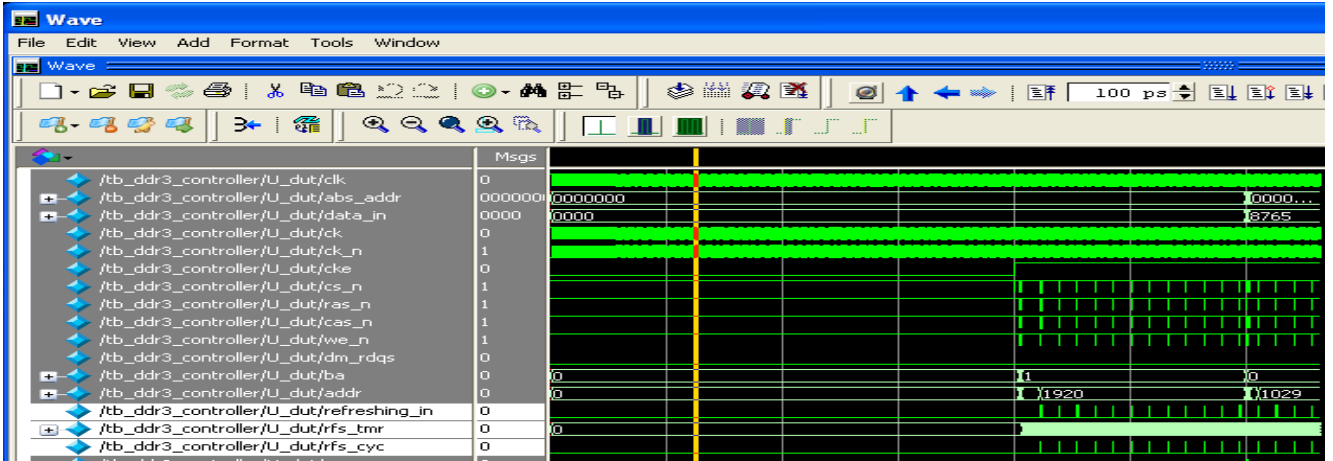 Wave
File Edit View Add Format Tools Window
Wave
100 ps
Msgs
/tb_ddr3_controller/U_dut/clk 0
/tb_ddr3_controller/U_dut/abs_addr 0000000 0000000 0000...
/tb_ddr3_controller/U_dut/data_in 0000 0000 8765
/tb_ddr3_controller/U_dut/ck 0
/tb_ddr3_controller/U_dut/ck_n 1
/tb_ddr3_controller/U_dut/cke 0
/tb_ddr3_controller/U_dut/cs_n 1
/tb_ddr3_controller/U_dut/ras_n 1
/tb_ddr3_controller/U_dut/cas_n 1
/tb_ddr3_controller/U_dut/we_n 1
/tb_ddr3_controller/U_dut/dm_rdqs 0
/tb_ddr3_controller/U_dut/ba 0 0 1 0
/tb_ddr3_controller/U_dut/addr 0 0 1920 1029
/tb_ddr3_controller/U_dut/refreshing_in 0
/tb_ddr3_controller/U_dut/rfs_tmr 0 0
/tb_ddr3_controller/U_dut/rfs_cyc 0